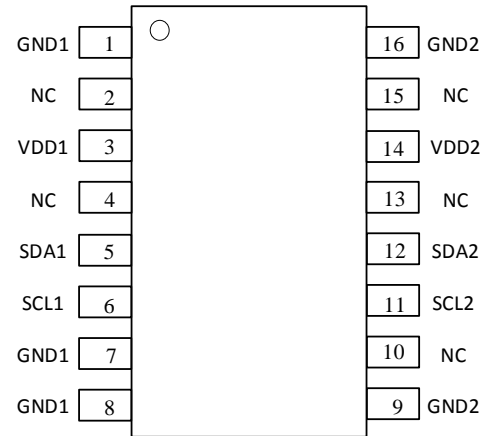 GND1 1 16 GND2
NC 2 15 NC
VDD1 3 14 VDD2
NC 4 13 NC
SDA1 5 12 SDA2
SCL1 6 11 SCL2
GND1 7 10 NC
GND1 8 9 GND2